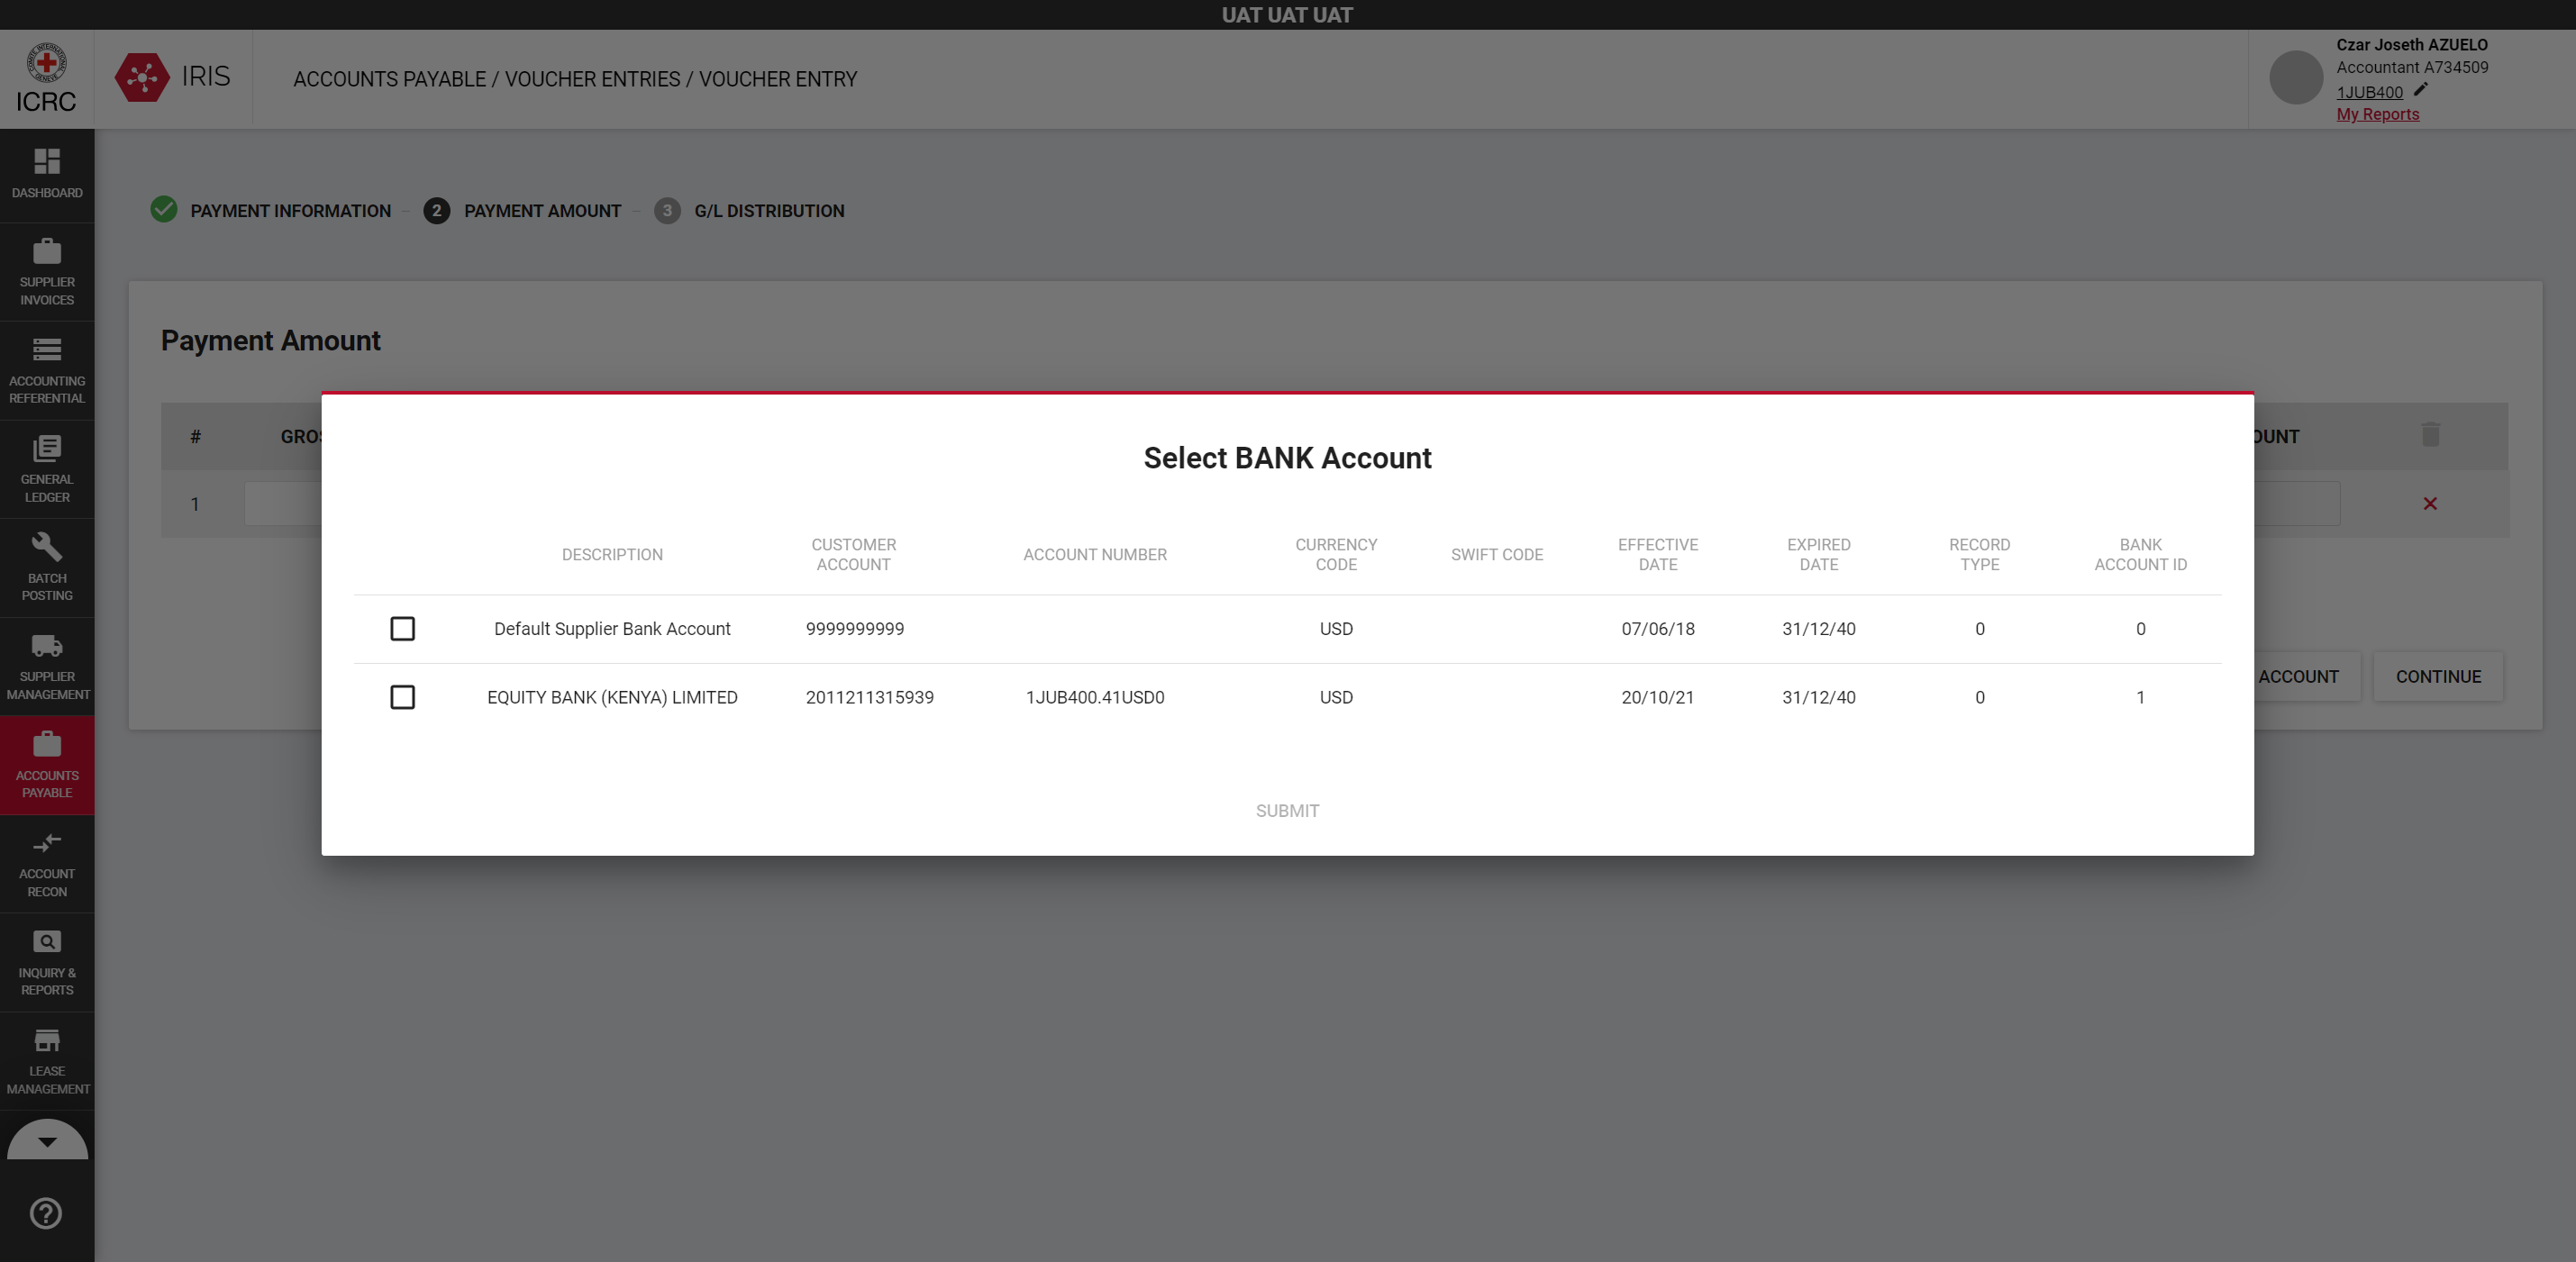 UAT UAT UAT
ICRC
IRIS
ACCOUNTS PAYABLE / VOUCHER ENTRIES / VOUCHER ENTRY
Czar Joseth AZUELO
Accountant A734509
1JUB400
My Reports
DASHBOARD
SUPPLIER
INVOICES
ACCOUNTING
REFERENTIAL
GENERAL
LEDGER
BATCH
POSTING
SUPPLIER
MANAGEMENT
ACCOUNTS
PAYABLE
ACCOUNT
RECON
INQUIRY &
REPORTS
LEASE
MANAGEMENT
PAYMENT INFORMATION
2 PAYMENT AMOUNT
3 G/L DISTRIBUTION
Payment Amount
# GROS OUNT
1
ACCOUNT CONTINUE
Select BANK Account
DESCRIPTION CUSTOMER ACCOUNT ACCOUNT NUMBER CURRENCY CODE SWIFT CODE EFFECTIVE DATE EXPIRED DATE RECORD TYPE BANK ACCOUNT ID
Default Supplier Bank Account 9999999999 USD 07/06/18 31/12/40 0 0
EQUITY BANK (KENYA) LIMITED 2011211315939 1JUB400.41USD0 USD 20/10/21 31/12/40 0 1
SUBMIT